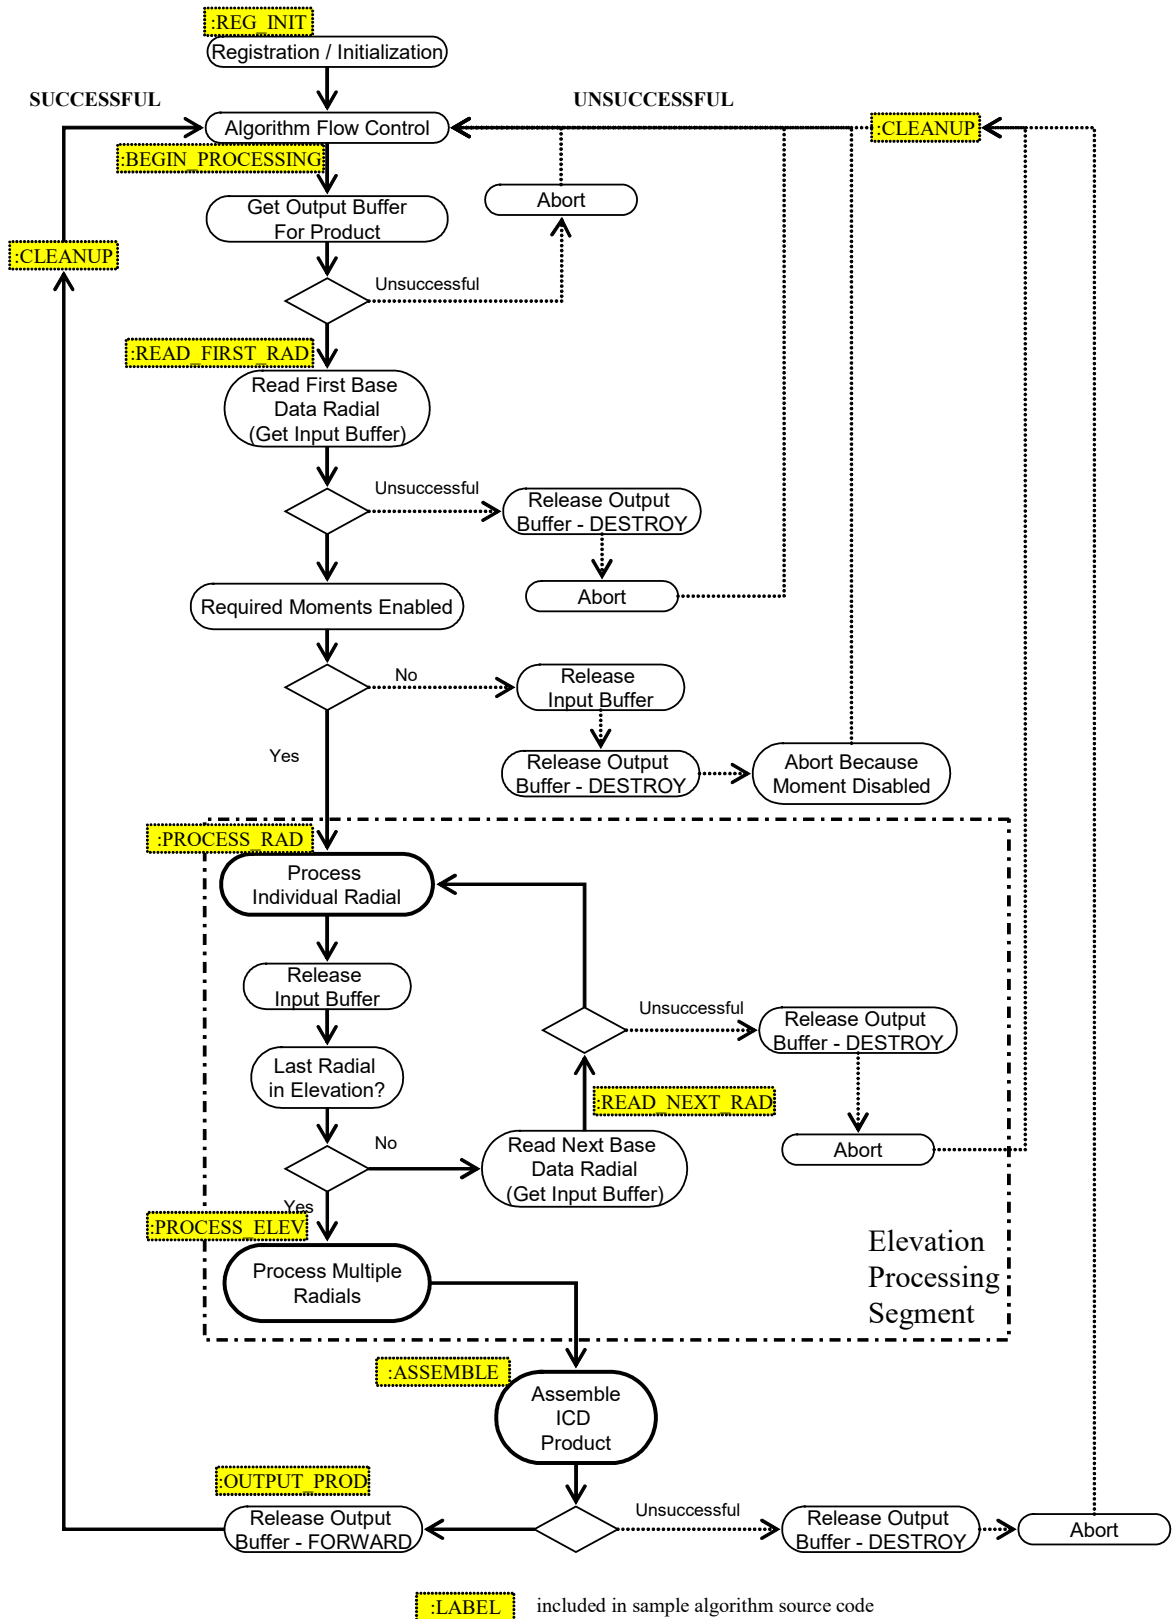 :REG_INIT
Registration / Initialization
SUCCESSFUL
UNSUCCESSFUL
Algorithm Flow Control
:CLEANUP
:BEGIN_PROCESSING
Get Output Buffer
For Product
Abort
:CLEANUP
Unsuccessful
:READ_FIRST_RAD
Read First Base
Data Radial
(Get Input Buffer)
Unsuccessful
Release Output
Buffer - DESTROY
Abort
Required Moments Enabled
No
Release
Input Buffer
Yes
Release Output
Buffer - DESTROY
Abort Because
Moment Disabled
:PROCESS_RAD
Process
Individual Radial
Release
Input Buffer
Unsuccessful
Release Output
Buffer - DESTROY
Last Radial
in Elevation?
:READ_NEXT_RAD
No
Read Next Base
Data Radial
(Get Input Buffer)
Abort
Yes
:PROCESS_ELEV
Process Multiple
Radials
Elevation
Processing
Segment
:ASSEMBLE
Assemble
ICD
Product
:OUTPUT_PROD
Release Output
Buffer - FORWARD
Unsuccessful
Release Output
Buffer - DESTROY
Abort
:LABEL included in sample algorithm source code